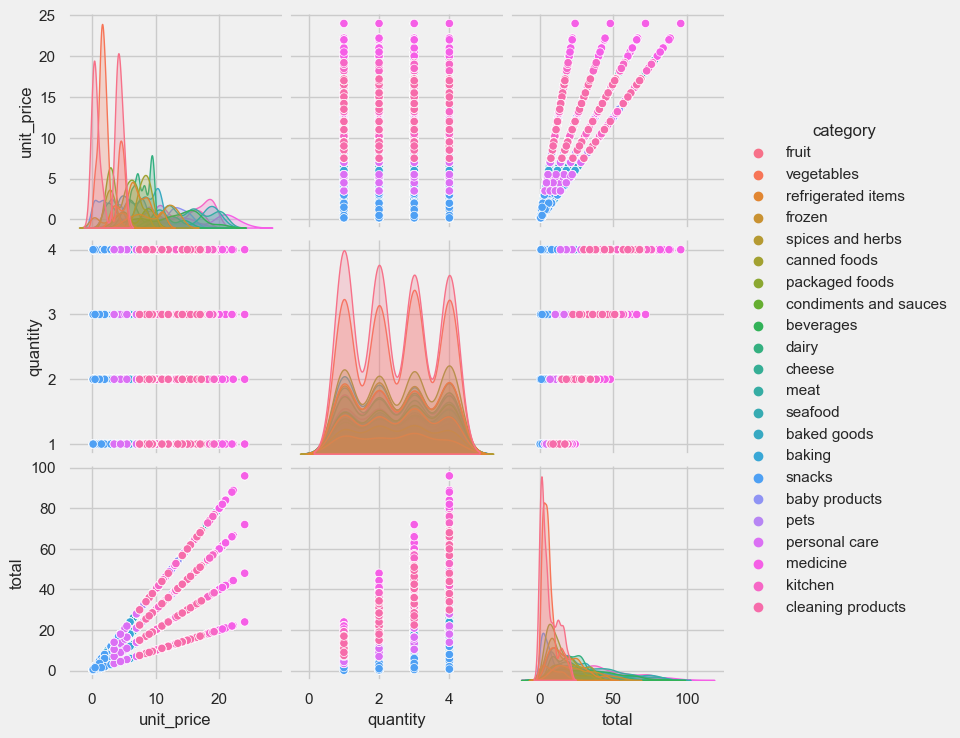 25
20
15
10
5
0
unit_price
4
3
2
1
quantity
100
80
60
40
20
0
total
0 10 20
unit_price
0 2 4
quantity
0 50 100
total
category
fruit
vegetables
refrigerated items
frozen
spices and herbs
canned foods
packaged foods
condiments and sauces
beverages
dairy
cheese
meat
seafood
baked goods
baking
snacks
baby products
pets
personal care
medicine
kitchen
cleaning products